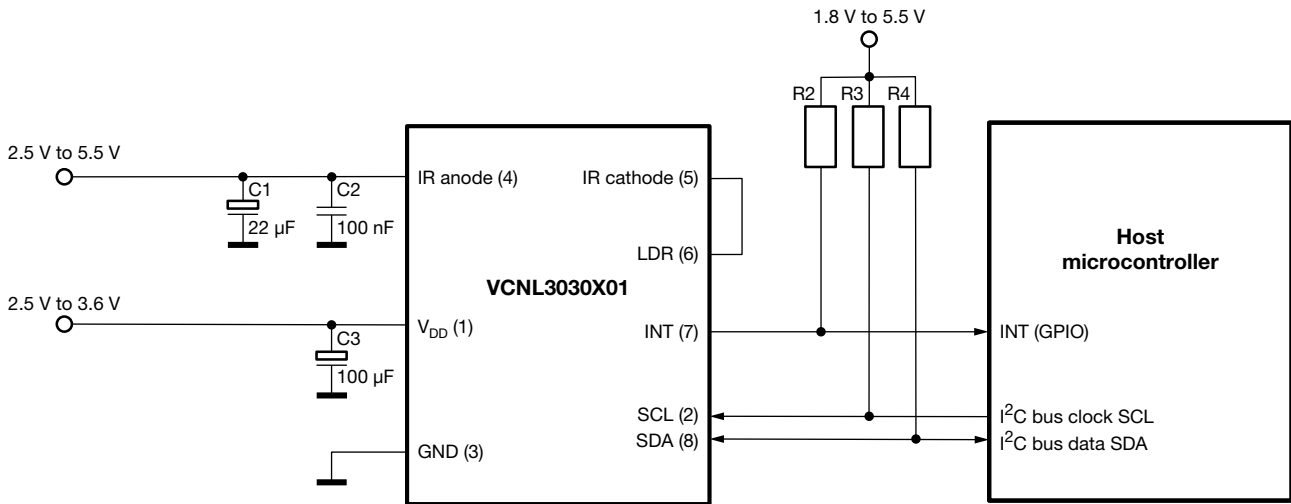 1.8 V to 5.5 V
R2
R3
R4
2.5 V to 5.5 V
C1
22 µF
C2
100 nF
IR anode (4)
IR cathode (5)
LDR (6)
VCNL3030X01
Host
microcontroller
2.5 V to 3.6 V
C3
100 µF
VDD (1)
INT (7)
INT (GPIO)
SCL (2)
I²C bus clock SCL
SDA (8)
I²C bus data SDA
GND (3)